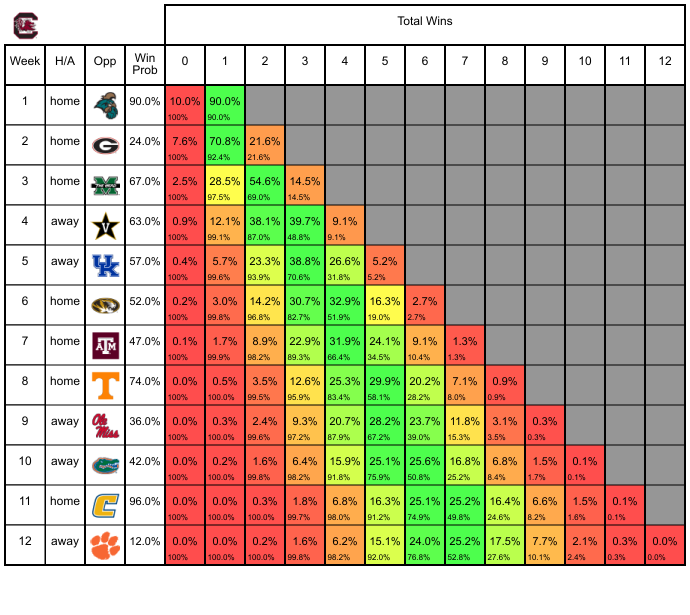 Total Wins
Week H/A Opp Win Prob 0 1 2 3 4 5 6 7 8 9 10 11 12
1 home 90.0% 10.0% 90.0%
100% 90.0%
2 home G 24.0% 7.6% 70.8% 21.6%
100% 92.4% 21.6%
3 home M THE HERD 67.0% 2.5% 28.5% 54.6% 14.5%
100% 97.5% 69.0% 14.5%
4 away V 63.0% 0.9% 12.1% 38.1% 39.7% 9.1%
100% 99.1% 87.0% 48.8% 9.1%
5 away UK 57.0% 0.4% 5.7% 23.3% 38.8% 26.6% 5.2%
100% 99.6% 93.9% 70.6% 31.8% 5.2%
6 home 52.0% 0.2% 3.0% 14.2% 30.7% 32.9% 16.3% 2.7%
100% 99.8% 96.8% 82.7% 51.9% 19.0% 2.7%
7 home ATM 47.0% 0.1% 1.7% 8.9% 22.9% 31.9% 24.1% 9.1% 1.3%
100% 99.9% 98.2% 89.3% 66.4% 34.5% 10.4% 1.3%
8 home T 74.0% 0.0% 0.5% 3.5% 12.6% 25.3% 29.9% 20.2% 7.1% 0.9%
100% 100.0% 99.5% 95.9% 83.4% 58.1% 28.2% 8.0% 0.9%
9 away Ole Miss 36.0% 0.0% 0.3% 2.4% 9.3% 20.7% 28.2% 23.7% 11.8% 3.1% 0.3%
100% 100.0% 99.6% 97.2% 87.9% 67.2% 39.0% 15.3% 3.5% 0.3%
10 away 42.0% 0.0% 0.2% 1.6% 6.4% 15.9% 25.1% 25.6% 16.8% 6.8% 1.5% 0.1%
100% 100.0% 99.8% 98.2% 91.8% 75.9% 50.8% 25.2% 8.4% 1.7% 0.1%
11 home C 96.0% 0.0% 0.0% 0.3% 1.8% 6.8% 16.3% 25.1% 25.2% 16.4% 6.6% 1.5% 0.1%
100% 100.0% 100.0% 99.7% 98.0% 91.2% 74.9% 49.8% 24.6% 8.2% 1.6% 0.1%
12 away 12.0% 0.0% 0.0% 0.2% 1.6% 6.2% 15.1% 24.0% 25.2% 17.5% 7.7% 2.1% 0.3% 0.0%
100% 100.0% 100.0% 99.8% 98.2% 92.0% 76.8% 52.8% 27.6% 10.1% 2.4% 0.3% 0.0%